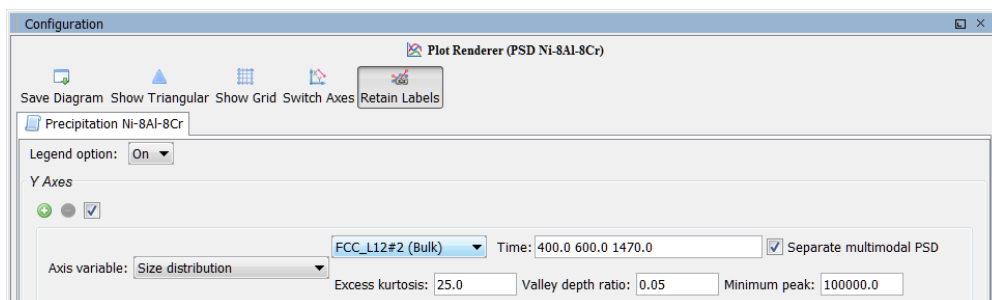 Configuration
Plot Renderer (PSD Ni-8Al-8Cr)
Save Diagram Show Triangular Show Grid Switch Axes Retain Labels
Precipitation Ni-8Al-8Cr
Legend option: On
Y Axes
FCC_L12#2 (Bulk) Time: 400.0 600.0 1470.0 Separate multimodal PSD
Axis variable: Size distribution
Excess kurtosis: 25.0 Valley depth ratio: 0.05 Minimum peak: 100000.0